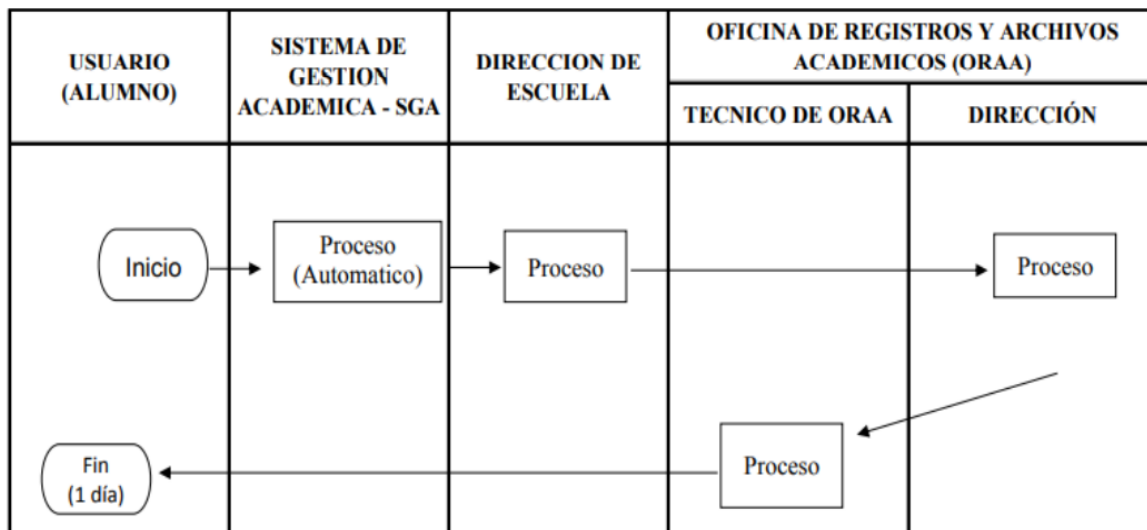 USUARIO
(ALUMNO)
SISTEMA DE
GESTION
ACADEMICA - SGA
DIRECCION DE
ESCUELA
OFICINA DE REGISTROS Y ARCHIVOS
ACADEMICOS (ORAA)
TECNICO DE ORAA
DIRECCIÓN
Inicio
Proceso
(Automatico)
Proceso
Proceso
Proceso
Fin
(1 día)